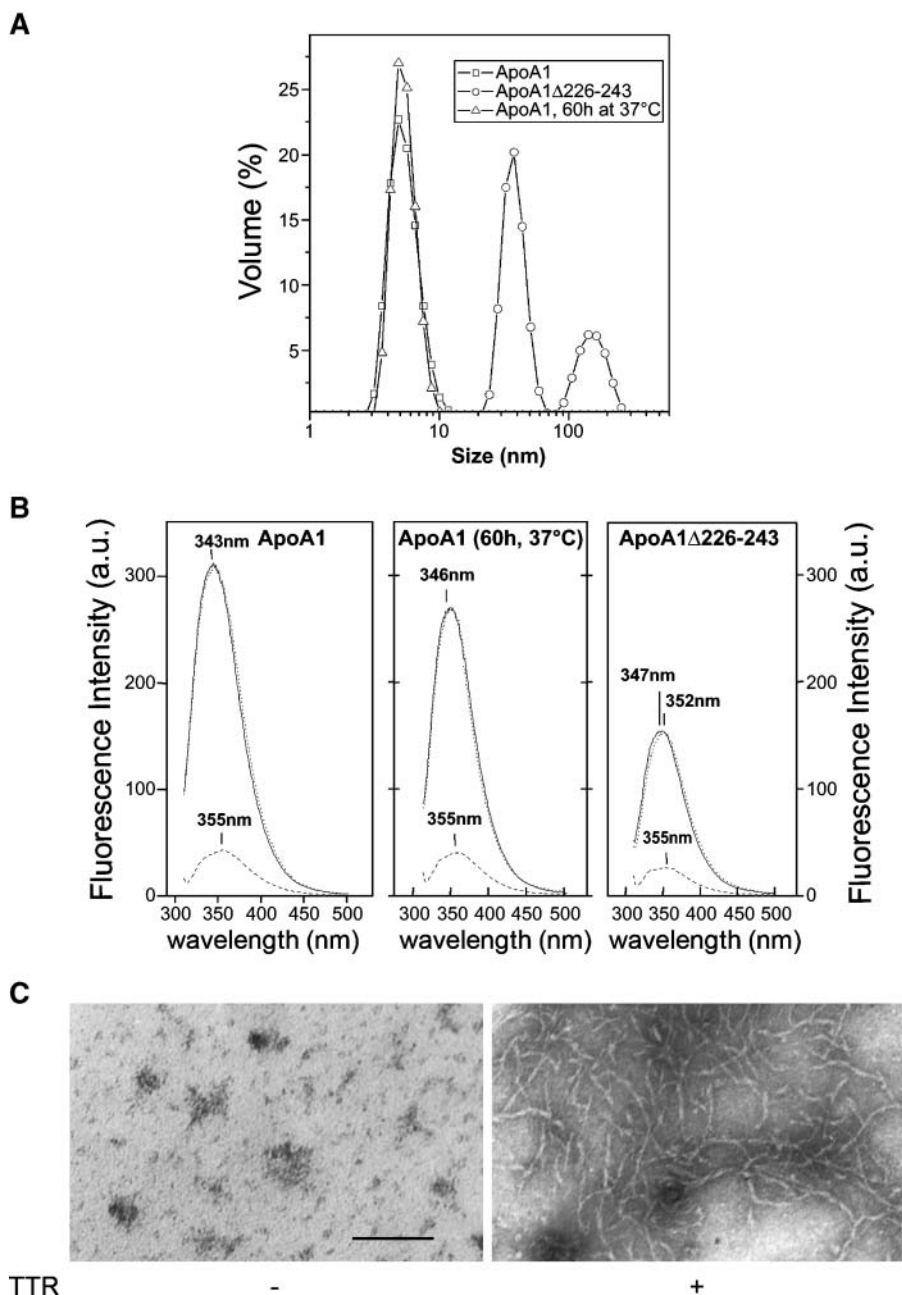 A
Volume (%)
25
20
15
10
5
ApoA1
ApoA1Δ226-243
ApoA1, 60h at 37°C
1
10
100
Size (nm)
B
Fluorescence Intensity (a.u.)
300
200
100
0
343nm
ApoA1
355nm
300 350 400 450 500
wavelength (nm)
ApoA1 (60h, 37°C)
346nm
355nm
300 350 400 450 500
wavelength (nm)
ApoA1Δ226-243
347nm
352nm
355nm
300 350 400 450 500
wavelength (nm)
300
200
100
0
Fluorescence Intensity (a.u.)
C
TTR - +